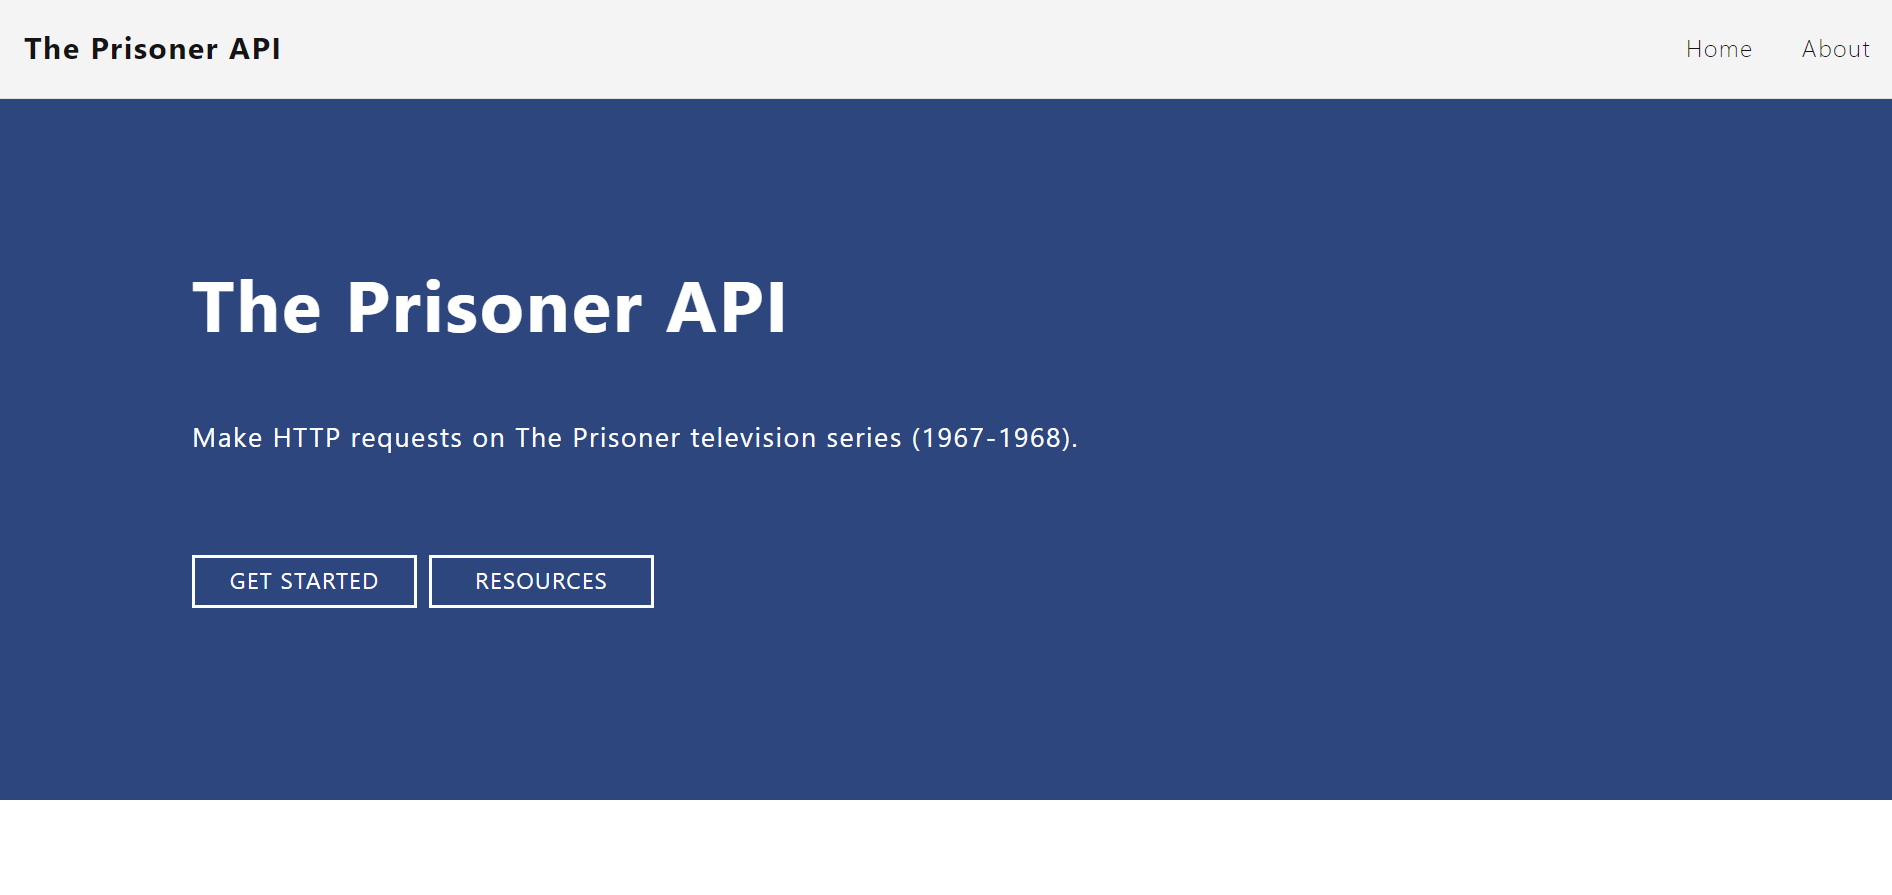 The Prisoner API
Home
About
The Prisoner API
Make HTTP requests on The Prisoner television series (1967-1968).
GET STARTED
RESOURCES